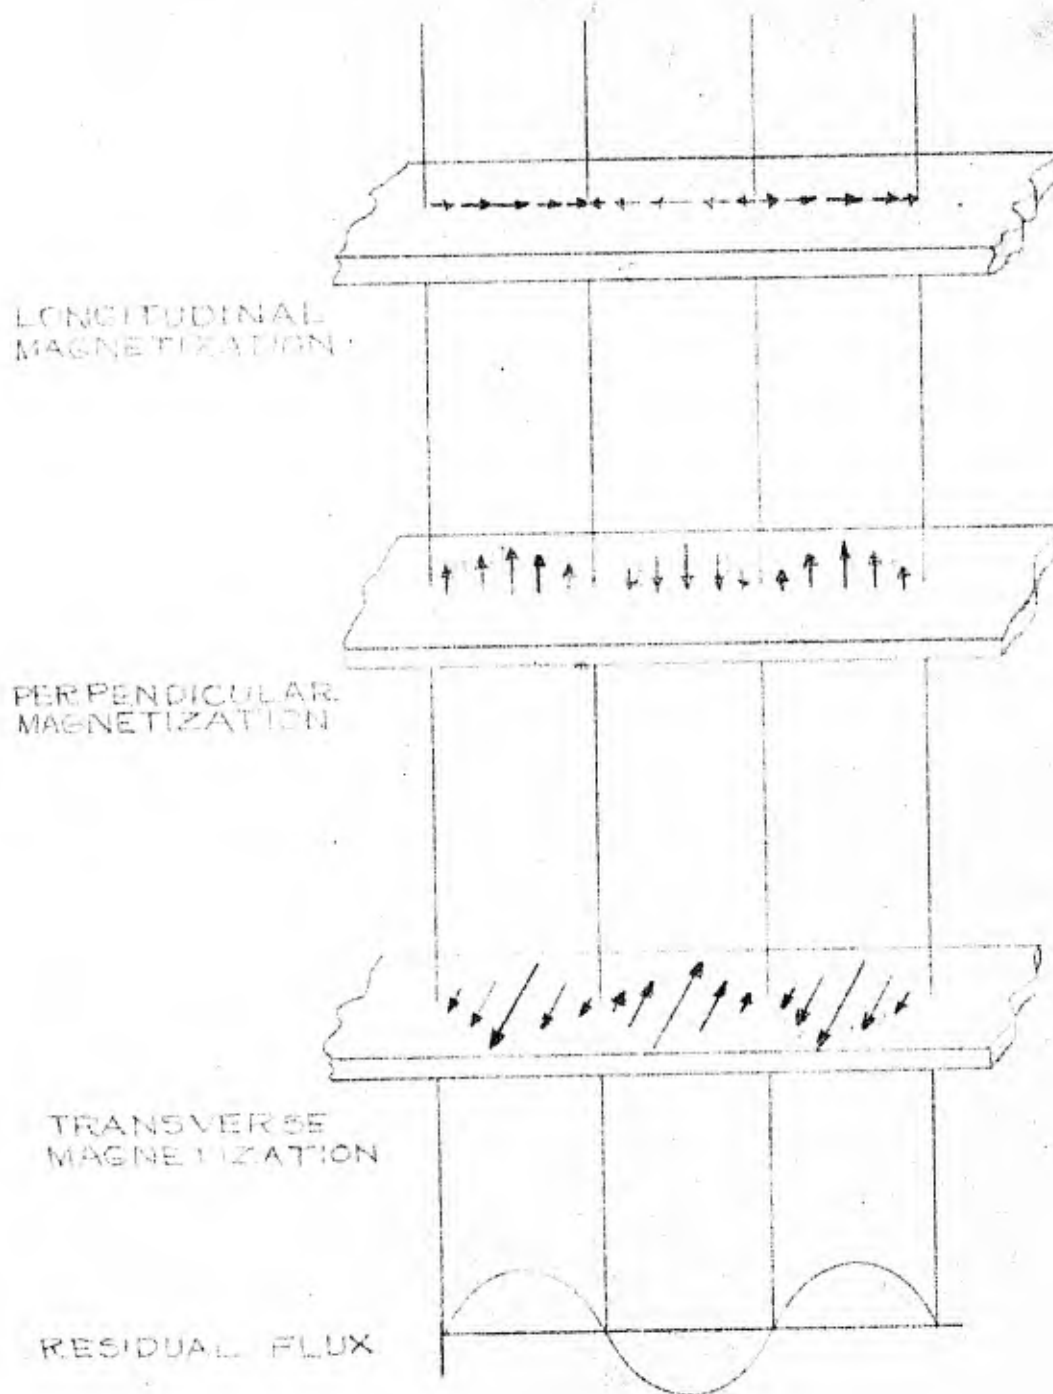 LONGITUDINAL
MAGNETIZATION
PERPENDICULAR
MAGNETIZATION
TRANSVERSE
MAGNETIZATION
RESIDUAL FLUX